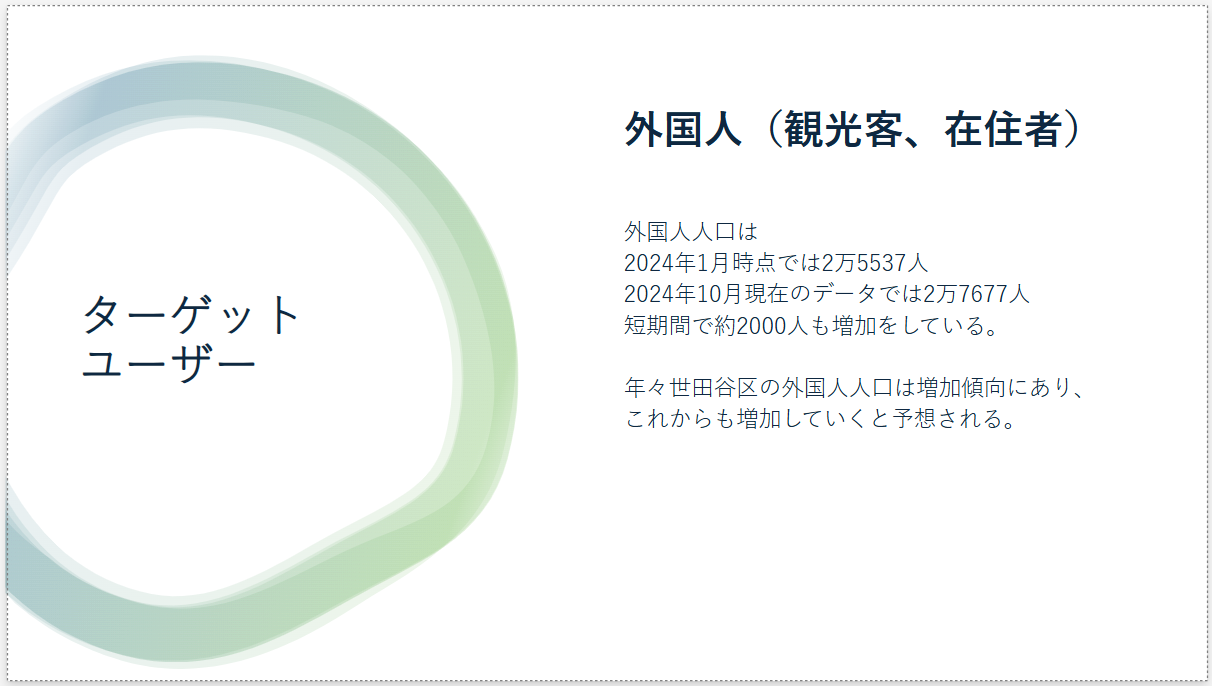 ターゲット
ユーザー
外国人（観光客、在住者）
外国人人口は
2024年1月時点では2万5537人
2024年10月現在のデータでは2万7677人
短期間で約2000人も増加をしている。
年々世田谷区の外国人人口は増加傾向にあり、
これからも増加していくと予想される。